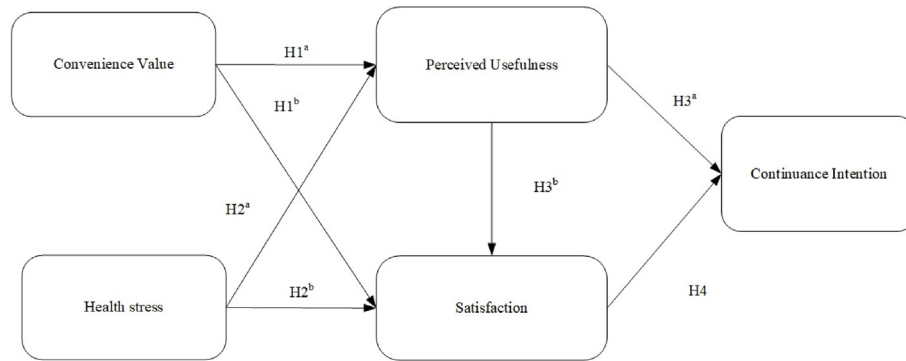 H1ᵃ
Convenience Value
Perceived Usefulness
H1ᵇ
H3ᵃ
Continuance Intention
H3ᵇ
H2ᵃ
H2ᵇ
H4
Health stress
Satisfaction